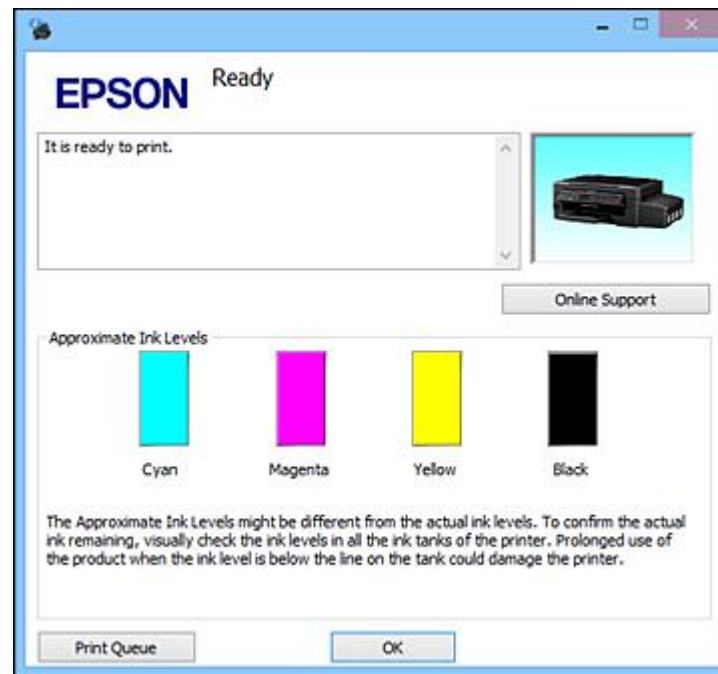 EPSON
Ready
It is ready to print.
Online Support
Approximate Ink Levels
Cyan
Magenta
Yellow
Black
The Approximate Ink Levels might be different from the actual ink levels. To confirm the actual
ink remaining, visually check the ink levels in all the ink tanks of the printer. Prolonged use of
the product when the ink level is below the line on the tank could damage the printer.
Print Queue
OK